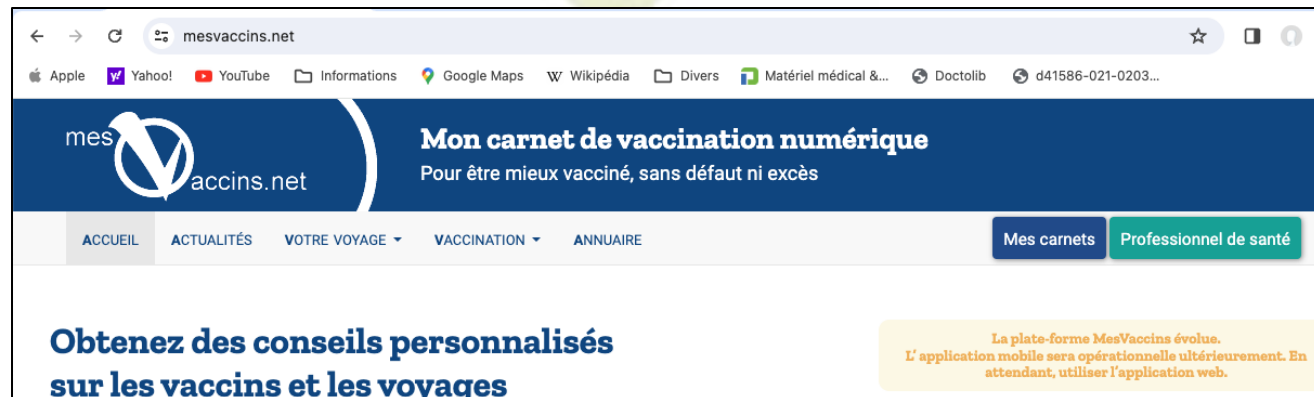 mesvaccins.net
Apple Yahoo! YouTube Informations Google Maps W Wikipédia Divers Matériel médical &... Doctolib d41586-021-0203...
mes Vaccins.net
Mon carnet de vaccination numérique
Pour être mieux vacciné, sans défaut ni excès
ACCUEIL ACTUALITÉS VOTRE VOYAGE VACCINATION ANNUAIRE Mes carnets Professionnel de santé
Obtenez des conseils personnalisés
sur les vaccins et les voyages
La plate-forme MesVaccins évolue.
L' application mobile sera opérationnelle ultérieurement. En
attendant, utiliser l'application web.